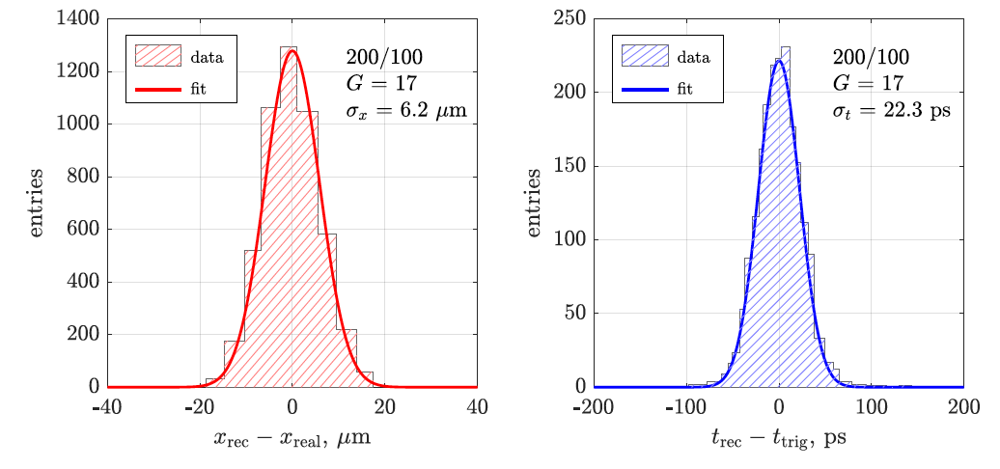 1400
1200
1000
800
600
400
200
0
-40
-20
0
20
40
entries
x_rec − x_real, μm
data
fit
200/100
G = 17
σ_x = 6.2 μm
250
200
150
100
50
0
-200
-100
0
100
200
entries
t_rec − t_trig, ps
data
fit
200/100
G = 17
σ_t = 22.3 ps